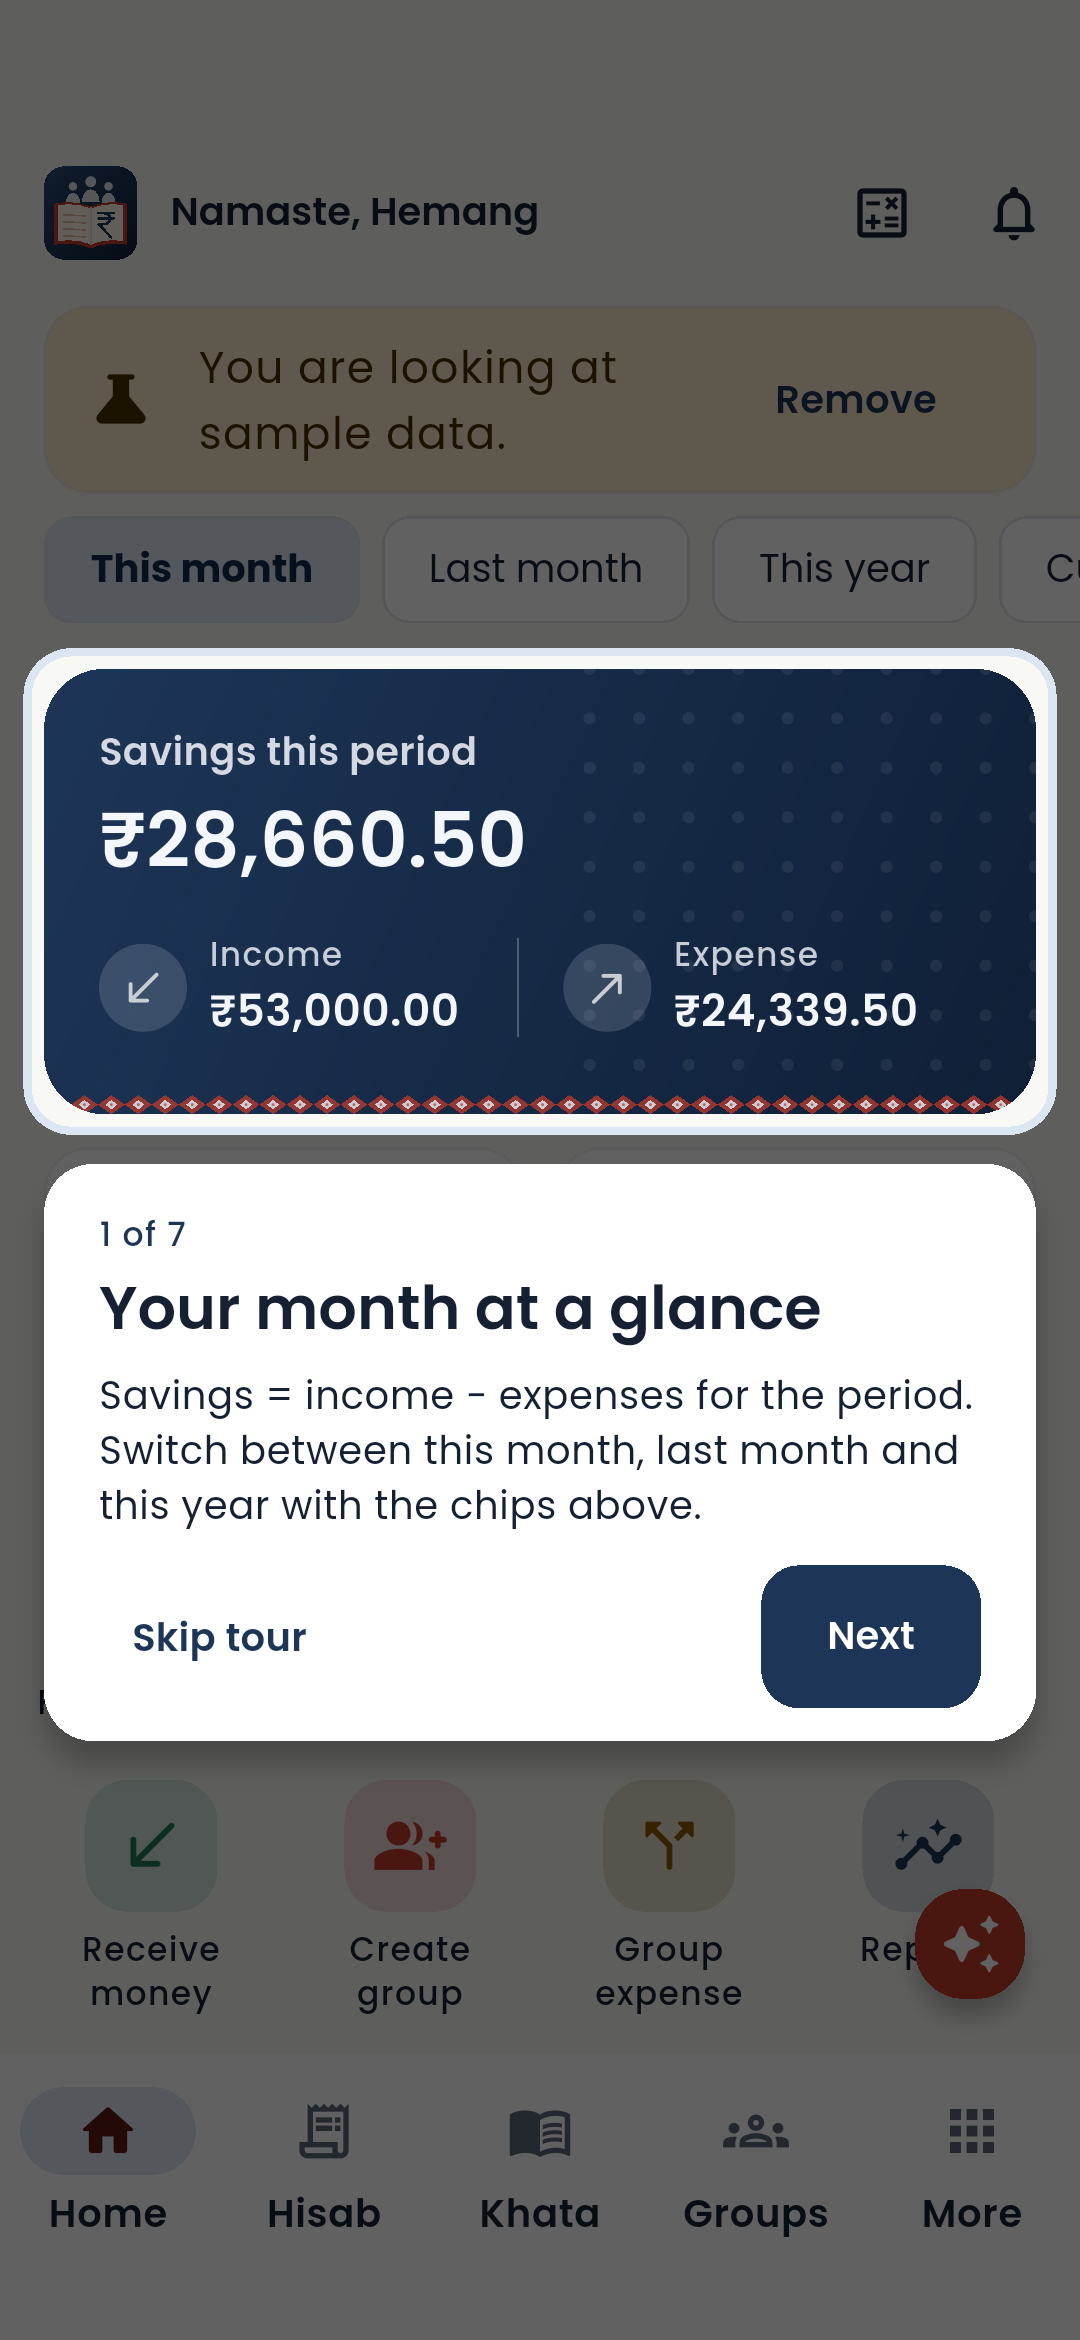 Namaste, Hemang
You are looking at
sample data.
Remove
This month
Last month
This year
Savings this period
₹28,660.50
Income
₹53,000.00
Expense
₹24,339.50
1 of 7
Your month at a glance
Savings = income - expenses for the period.
Switch between this month, last month and
this year with the chips above.
Skip tour
Next
Receive
money
Create
group
Group
expense
Home
Hisab
Khata
Groups
More